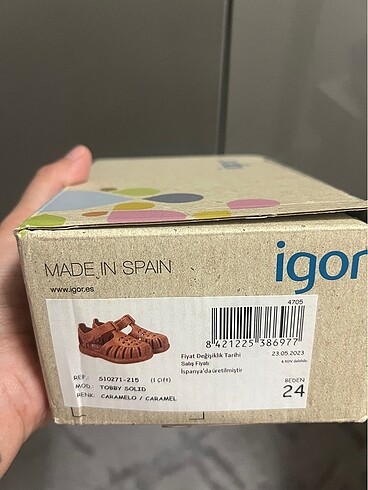 MADE IN SPAIN
www.igor.es
igor
4705
8 421225 386977
Fiyat Değişiklik Tarihi 23.05.2023
Satış Fiyatı
İspanya'da üretilmiştir
REF.: S10271-215 (1 Çift)
MOD.: TOBBY SOLID
RENK: CARAMELO / CARAMEL
BEDEN
24